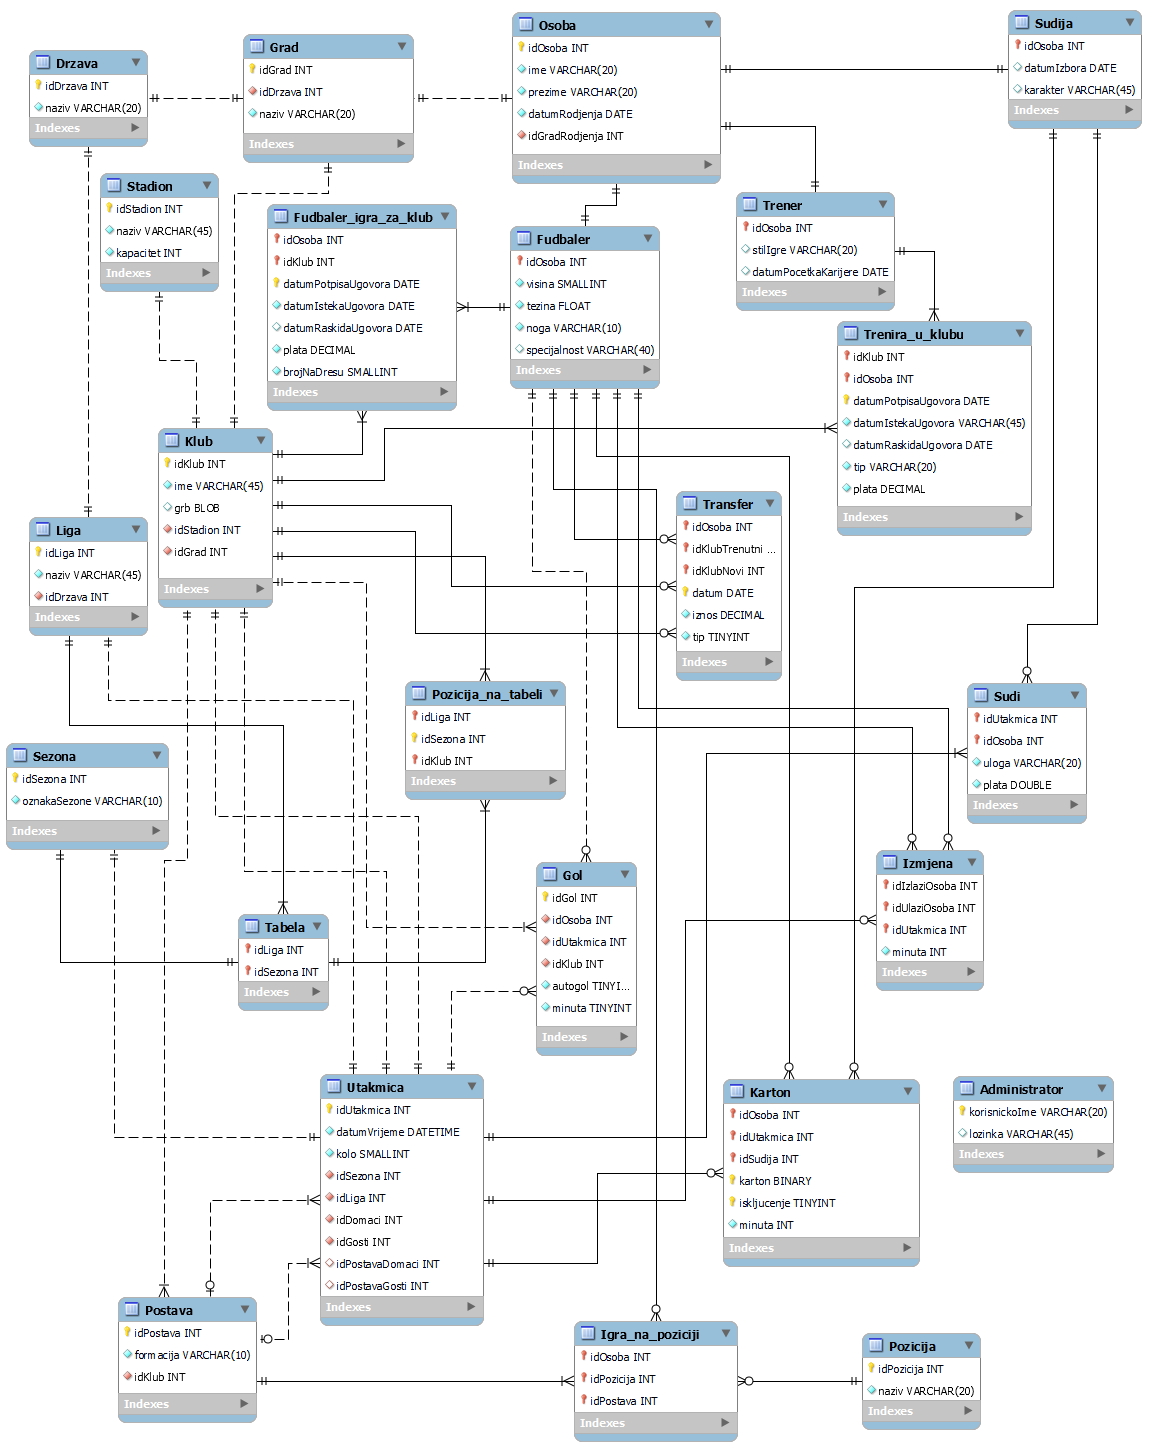 Drzava
idDrzava INT
naziv VARCHAR(20)
Indexes
Grad
idGrad INT
idDrzava INT
naziv VARCHAR(20)
Indexes
Osoba
idOsoba INT
ime VARCHAR(20)
prezime VARCHAR(20)
datumRodjenja DATE
idGradRodjenja INT
Indexes
Sudija
idOsoba INT
datumIzbora DATE
karakter VARCHAR(45)
Indexes
Stadion
idStadion INT
naziv VARCHAR(45)
kapacitet INT
Indexes
Fudbaler_igra_za_klub
idOsoba INT
idKlub INT
datumPotpisaUgovora DATE
datumIstekaUgovora DATE
datumRaskidaUgovora DATE
plata DECIMAL
brojNaDresu SMALLINT
Indexes
Fudbaler
idOsoba INT
visina SMALLINT
tezina FLOAT
noga VARCHAR(10)
specijalnost VARCHAR(40)
Indexes
Trener
idOsoba INT
stilIgre VARCHAR(20)
datumPocetkaKarijere DATE
Indexes
Trenira_u_klubu
idKlub INT
idOsoba INT
datumPotpisaUgovora DATE
datumIstekaUgovora VARCHAR(45)
datumRaskidaUgovora DATE
tip VARCHAR(20)
plata DECIMAL
Indexes
Klub
idKlub INT
ime VARCHAR(45)
grb BLOB
idStadion INT
idGrad INT
Indexes
Liga
idLiga INT
naziv VARCHAR(45)
idDrzava INT
Indexes
Transfer
idOsoba INT
idKlubTrenutni ...
idKlubNovi INT
datum DATE
iznos DECIMAL
tip TINYINT
Indexes
Pozicija_na_tabeli
idLiga INT
idSezona INT
idKlub INT
Indexes
Sudi
idUtakmica INT
idOsoba INT
uloga VARCHAR(20)
plata DOUBLE
Indexes
Sezona
idSezona INT
oznakaSezone VARCHAR(10)
Indexes
Gol
idGol INT
idOsoba INT
idUtakmica INT
idKlub INT
autogol TINYI...
minuta TINYINT
Indexes
Izmjena
idIzlaziOsoba INT
idUlaziOsoba INT
idUtakmica INT
minuta INT
Indexes
Tabela
idLiga INT
idSezona INT
Indexes
Utakmica
idUtakmica INT
datumVrijeme DATETIME
kolo SMALLINT
idSezona INT
idLiga INT
idDomaci INT
idGosti INT
idPostavaDomaci INT
idPostavaGosti INT
Indexes
Karton
idOsoba INT
idUtakmica INT
idSudija INT
karton BINARY
iskljucenje TINYINT
minuta INT
Indexes
Administrator
korisnickoIme VARCHAR(20)
lozinka VARCHAR(45)
Indexes
Postava
idPostava INT
formacija VARCHAR(10)
idKlub INT
Indexes
Igra_na_poziciji
idOsoba INT
idPozicija INT
idPostava INT
Indexes
Pozicija
idPozicija INT
naziv VARCHAR(20)
Indexes